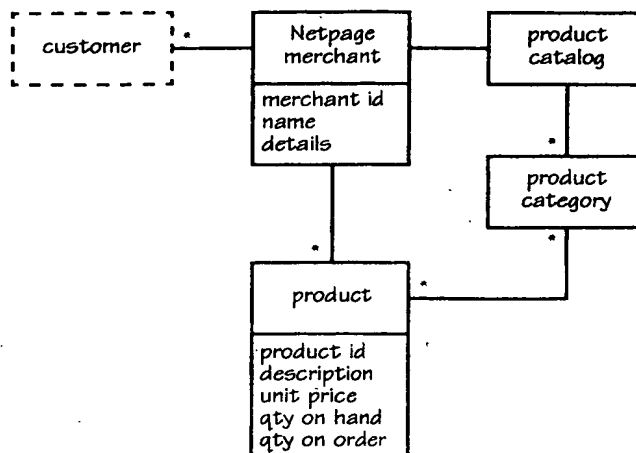 customer
*
Netpage
merchant
product
catalog
merchant id
name
details
*
product
category
*
*
*
product
product id
description
unit price
qty on hand
qty on order